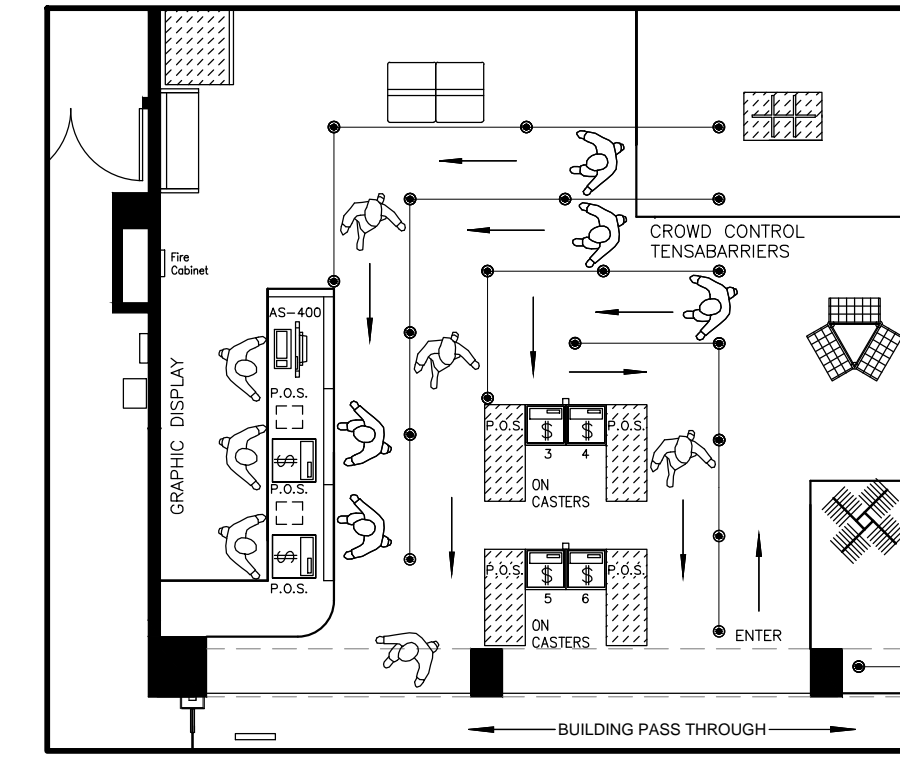 CROWD CONTROL
TENSABARRIERS
Fire
Cabinet
AS-400
GRAPHIC DISPLAY
P.O.S.
$
P.O.S.
$
P.O.S.
P.O.S. $ $ P.O.S.
3 4
ON
CASTERS
P.O.S. $ $ P.O.S.
5 6
ON
CASTERS
ENTER
BUILDING PASS THROUGH